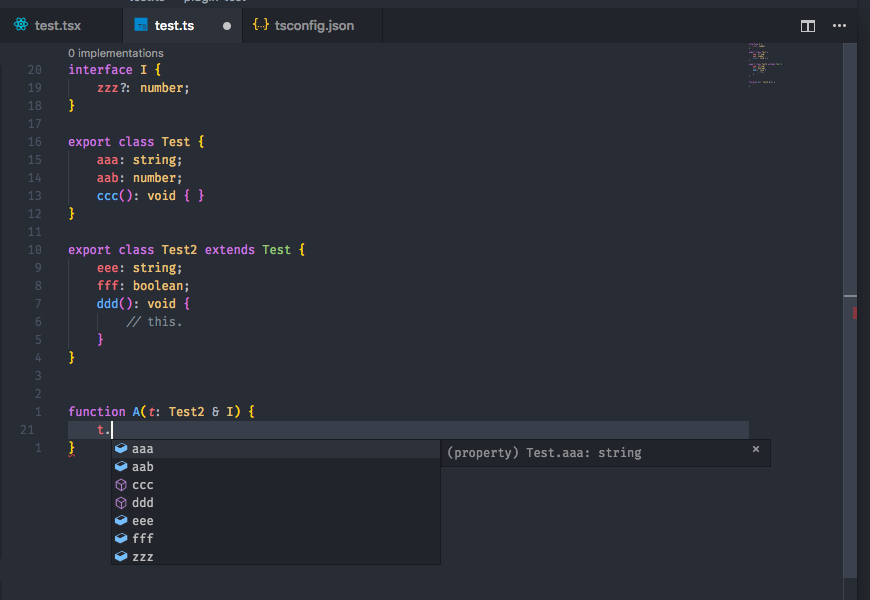 test.tsx
TS test.ts
{..} tsconfig.json
0 implementations
20 interface I {
19 zzz?: number;
18 }
17
16 export class Test {
15 aaa: string;
14 aab: number;
13 ccc(): void { }
12 }
11
10 export class Test2 extends Test {
9 eee: string;
8 fff: boolean;
7 ddd(): void {
6 // this.
5 }
4 }
3
2
1 function A(t: Test2 & I) {
21 t.
1 }
aaa
(property) Test.aaa: string ×
aab
ccc
ddd
eee
fff
zzz